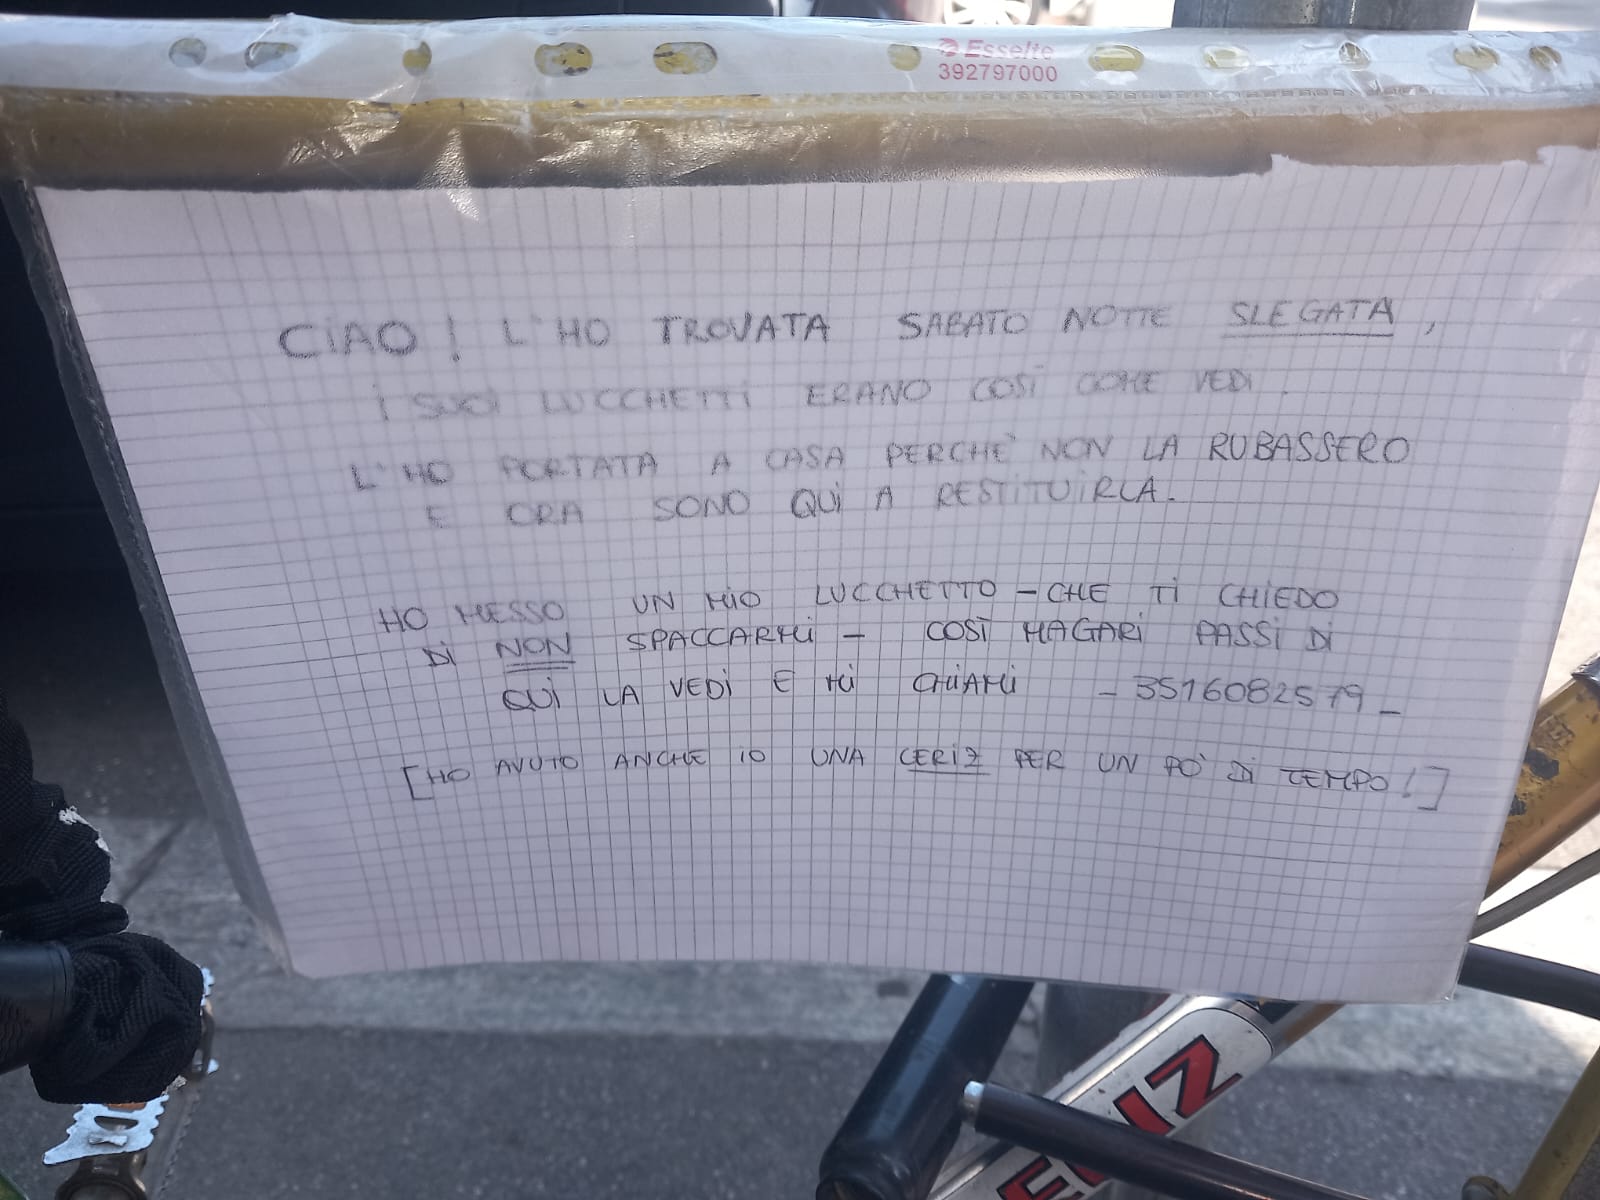 Esselte
392797000
CIAO! L'HO TROVATA SABATO NOTTE SLEGATA,
I SUOI LUCCHETTI ERANO COSÌ COME VEDI.
L'HO PORTATA A CASA PERCHÈ NON LA RUBASSERO
E ORA SONO QUI A RESTITUIRLA.
HO MESSO UN MIO LUCCHETTO – CHE TI CHIEDO
DI NON SPACCARMI – COSÌ MAGARI PASSI DI
QUI LA VEDI E MI CHIAMI – 3516082579 _
[HO AVUTO ANCHE IO UNA CERIZ PER UN PO' DI TEMPO!]